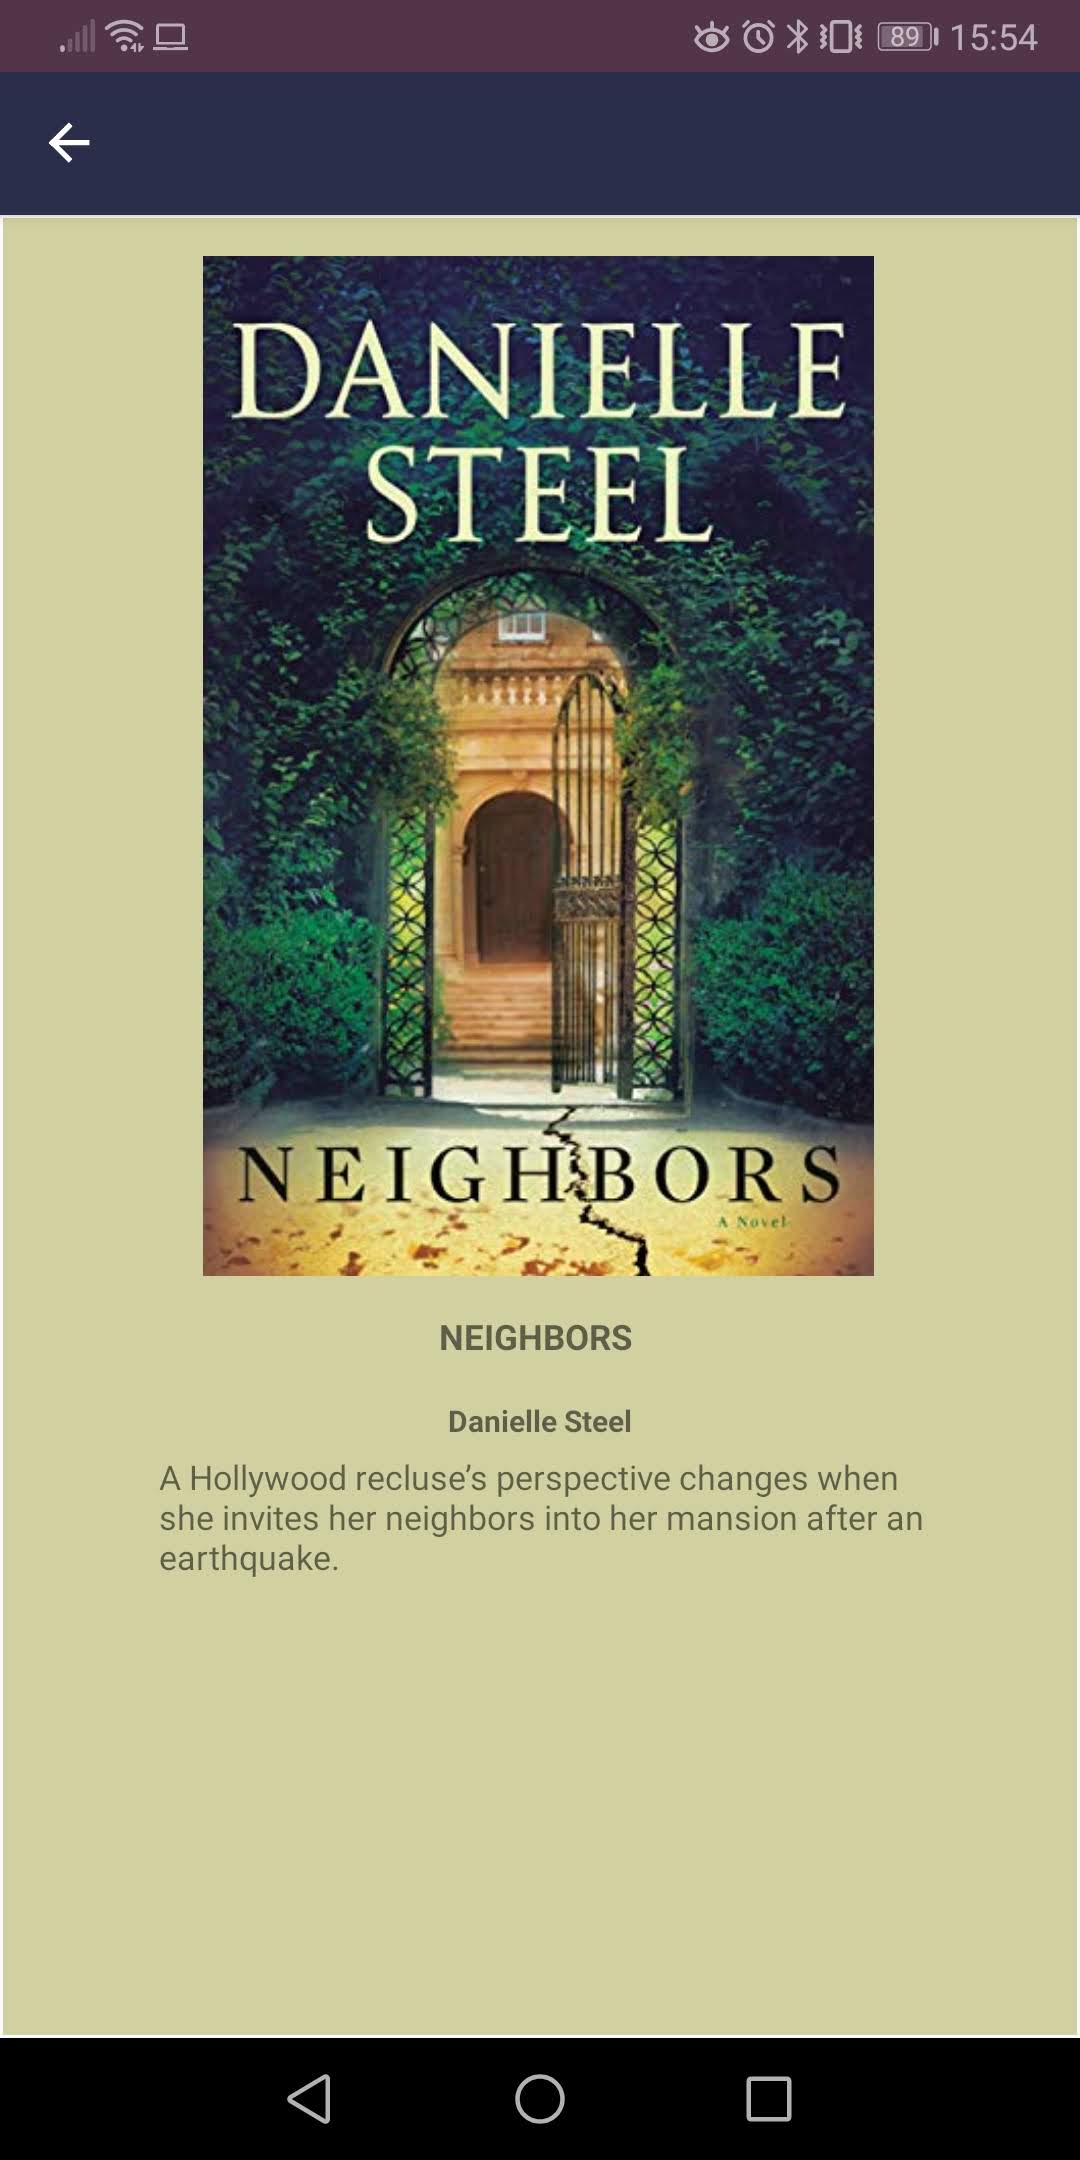 89 15:54
DANIELLE
STEEL
NEIGHBORS
A Novel
NEIGHBORS
Danielle Steel
A Hollywood recluse’s perspective changes when
she invites her neighbors into her mansion after an
earthquake.